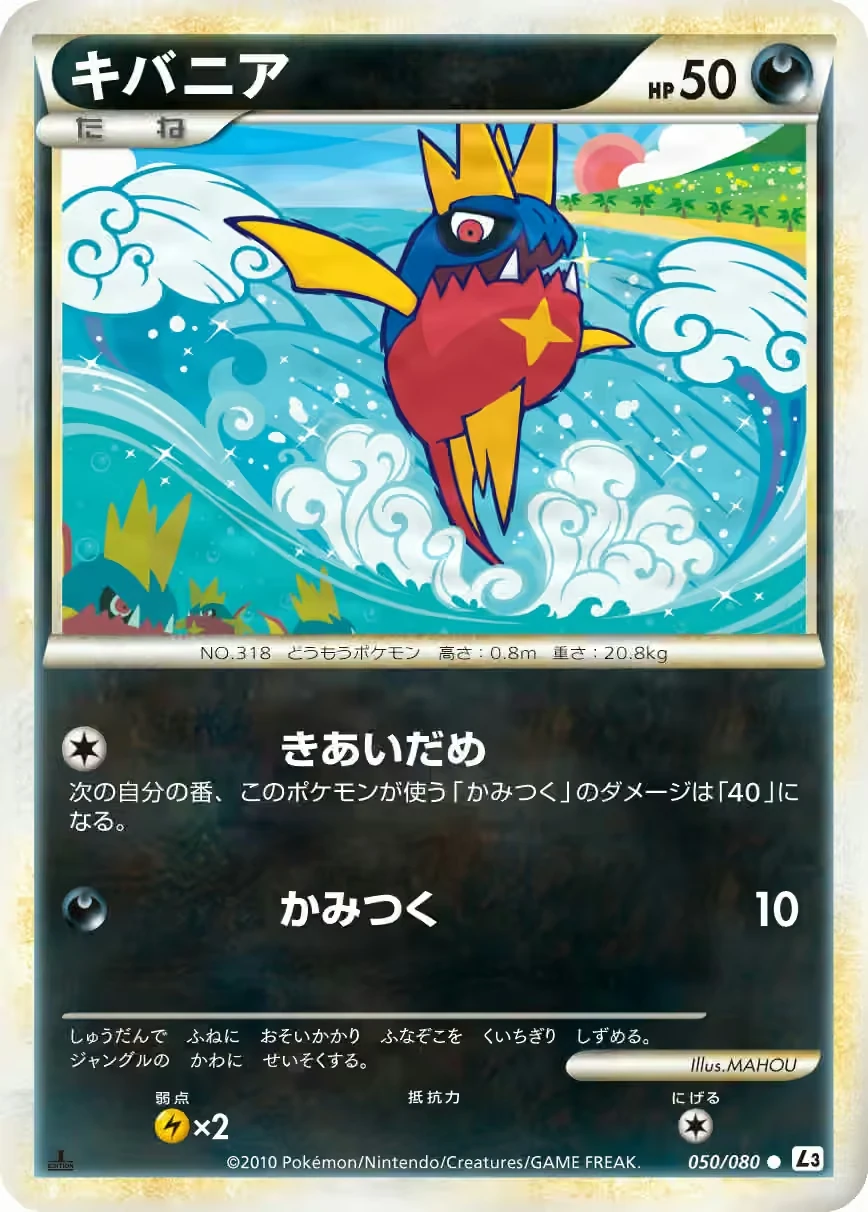 キバニア
HP50
たね
NO.318 どうもうポケモン 高さ:0.8m 重さ:20.8kg
きあいだめ
次の自分の番、このポケモンが使う「かみつく」のダメージは「40」に
なる。
かみつく 10
しゅうだんで ふねに おそいかかり ふなぞこを くいちぎり しずめる。
ジャングルの かわに せいそくする。
Illus.MAHOU
弱点 抵抗力 にげる
×2
1 EDITION
©2010 Pokémon/Nintendo/Creatures/GAME FREAK.
050/080 ● L3